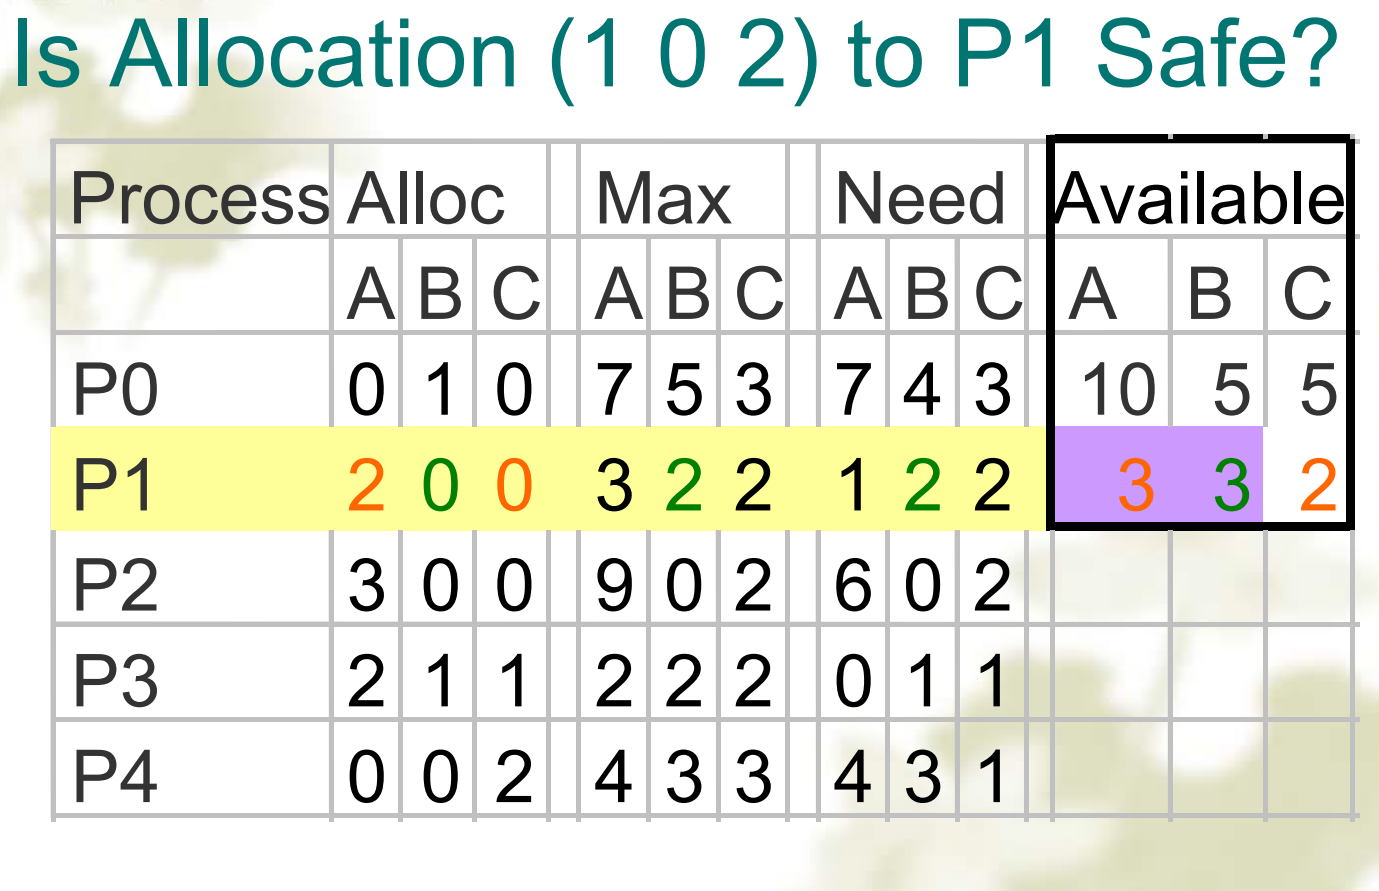 Is Allocation (1 0 2) to P1 Safe?
Process Alloc Max Need Available
A B C A B C A B C A B C
P0 0 1 0 7 5 3 7 4 3 10 5 5
P1 2 0 0 3 2 2 1 2 2 3 3 2
P2 3 0 0 9 0 2 6 0 2
P3 2 1 1 2 2 2 0 1 1
P4 0 0 2 4 3 3 4 3 1